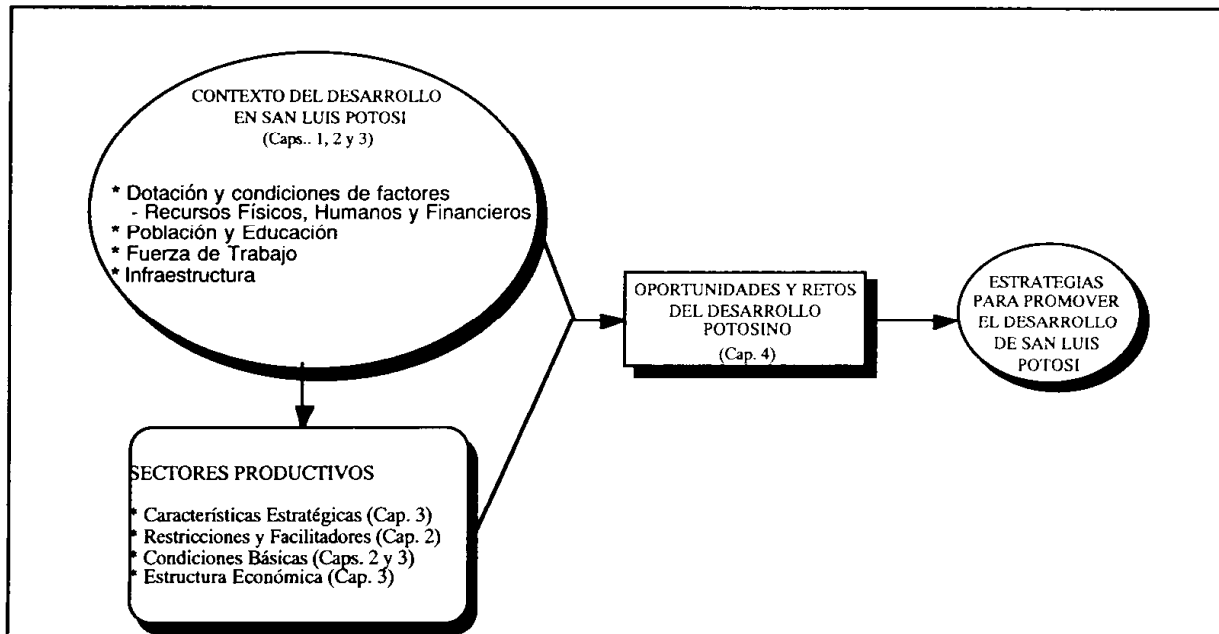 CONTEXTO DEL DESARROLLO
EN SAN LUIS POTOSI
(Caps.. 1, 2 y 3)
* Dotación y condiciones de factores
- Recursos Físicos, Humanos y Financieros
* Población y Educación
* Fuerza de Trabajo
* Infraestructura
SECTORES PRODUCTIVOS
* Características Estratégicas (Cap. 3)
* Restricciones y Facilitadores (Cap. 2)
* Condiciones Básicas (Caps. 2 y 3)
* Estructura Económica (Cap. 3)
OPORTUNIDADES Y RETOS
DEL DESARROLLO
POTOSINO
(Cap. 4)
ESTRATEGIAS
PARA PROMOVER
EL DESARROLLO
DE SAN LUIS
POTOSI